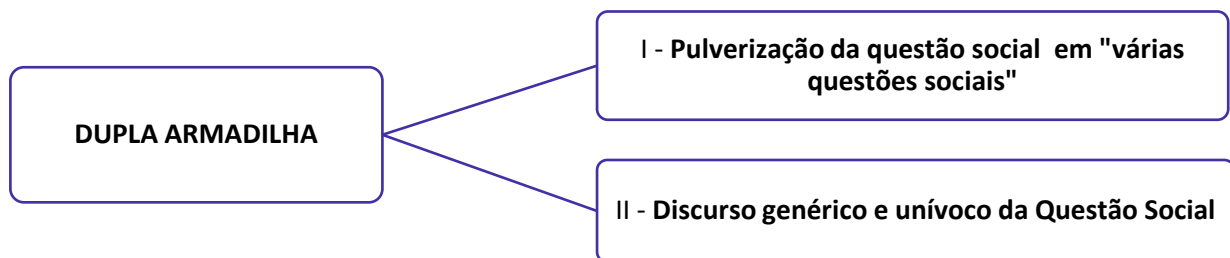 DUPLA ARMADILHA
I - Pulverização da questão social em "várias
questões sociais"
II - Discurso genérico e unívoco da Questão Social